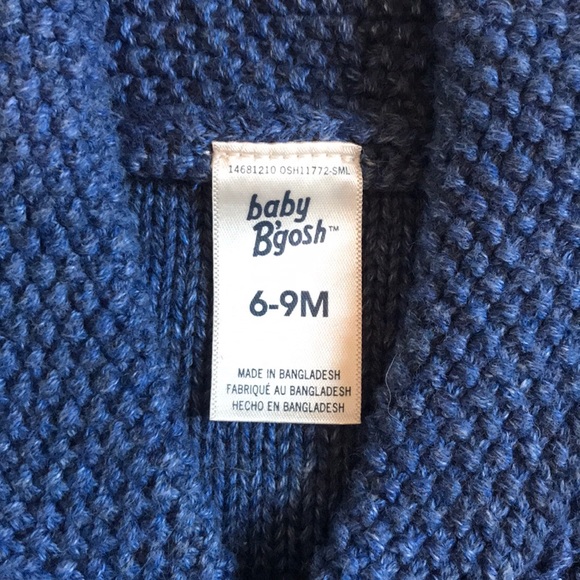 14681210 OSH11772-SML
baby
B'gosh™
6-9M
MADE IN BANGLADESH
FABRIQUÉ AU BANGLADESH
HECHO EN BANGLADESH